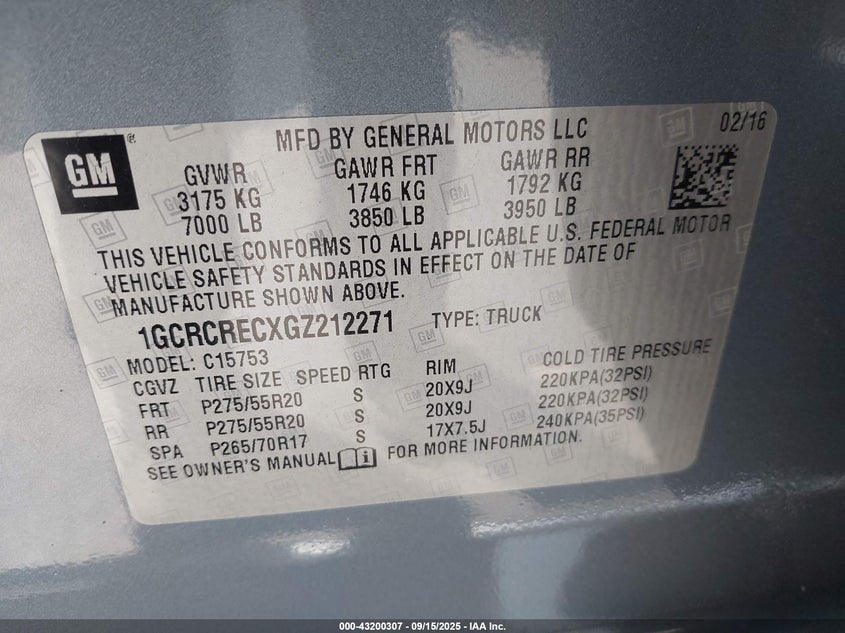 GM ®
MFD BY GENERAL MOTORS LLC 02/16
GVWR GAWR FRT GAWR RR
3175 KG 1746 KG 1792 KG
7000 LB 3850 LB 3950 LB
THIS VEHICLE CONFORMS TO ALL APPLICABLE U.S. FEDERAL MOTOR
VEHICLE SAFETY STANDARDS IN EFFECT ON THE DATE OF
MANUFACTURE SHOWN ABOVE.
1GCRCRECXGZ212271 TYPE: TRUCK
MODEL: C15753
CGVZ TIRE SIZE SPEED RTG RIM COLD TIRE PRESSURE
FRT P275/55R20 S 20X9J 220KPA(32PSI)
RR P275/55R20 S 20X9J 220KPA(32PSI)
SPA P265/70R17 S 17X7.5J 240KPA(35PSI)
SEE OWNER'S MANUAL i FOR MORE INFORMATION.
000-43200307 - 09/15/2025 - IAA Inc.